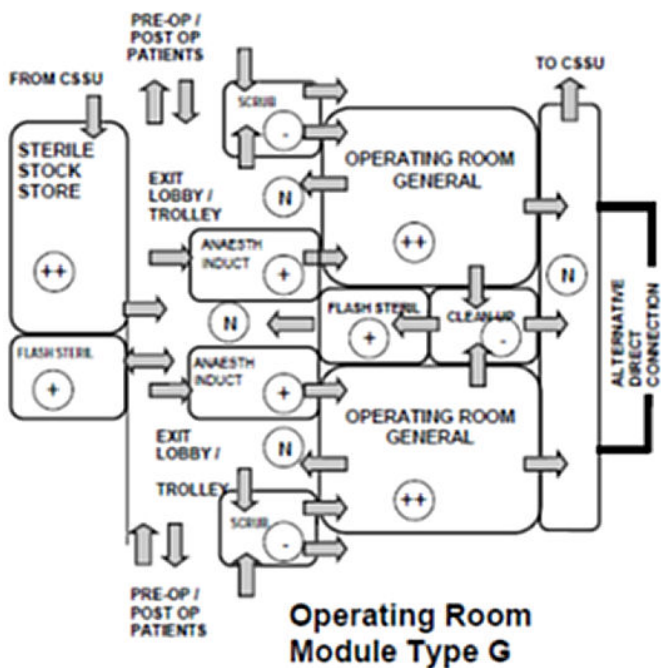 PRE-OP /
POST OP
PATIENTS
FROM CSSU
TO CSSU
STERILE
STOCK
STORE
++
SCRUB
-
OPERATING ROOM
GENERAL
++
EXIT
LOBBY /
TROLLEY
N
ANAESTH
INDUCT
+
N
FLASH STERIL
+
CLEAN UP
-
N
ALTERNATIVE
DIRECT
CONNECTION
FLASH STERIL
+
ANAESTH
INDUCT
+
OPERATING ROOM
GENERAL
++
EXIT
LOBBY /
TROLLEY
N
SCRUB
-
PRE-OP /
POST OP
PATIENTS
Operating Room
Module Type G